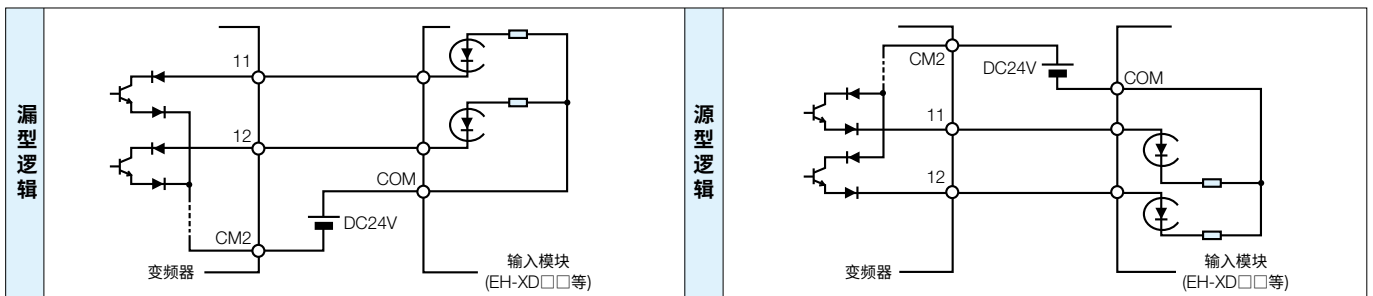 漏型逻辑
11
12
COM
DC24V
CM2
变频器
输入模块
(EH-XD□□等)
源型逻辑
CM2
DC24V
COM
11
12
变频器
输入模块
(EH-XD□□等)